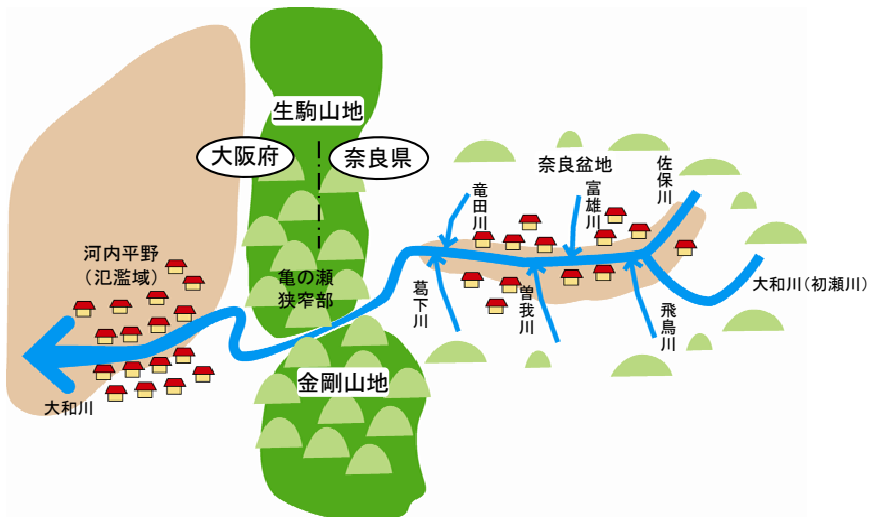 生駒山地
大阪府
奈良県
奈良盆地
佐保川
竜田川
富雄川
河内平野
（氾濫域）
亀の瀬
狭窄部
葛下川
曽我川
飛鳥川
大和川（初瀬川）
金剛山地
大和川